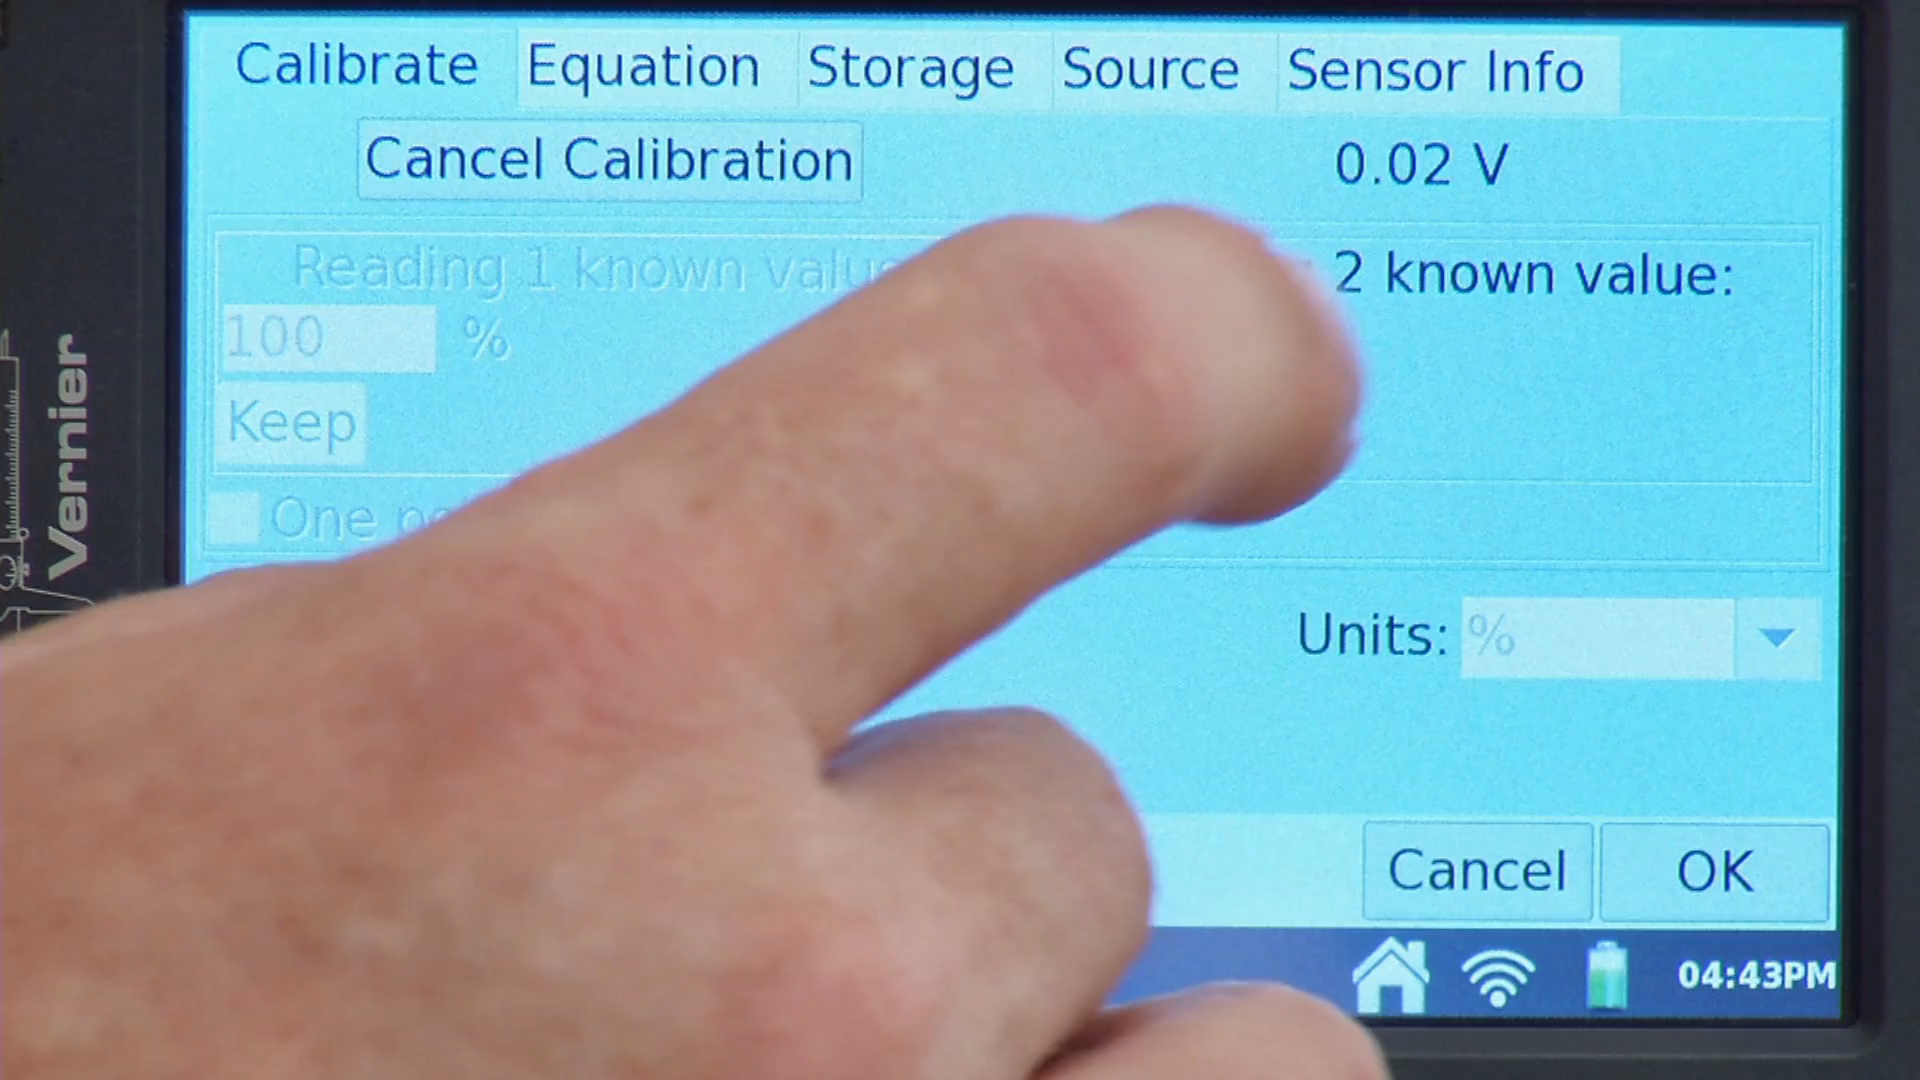 Calibrate Equation Storage Source Sensor Info
Cancel Calibration 0.02 V
Reading 1 known 2 known value:
100 %
Keep
One
Units: %
Cancel OK
04:43PM
Vernier